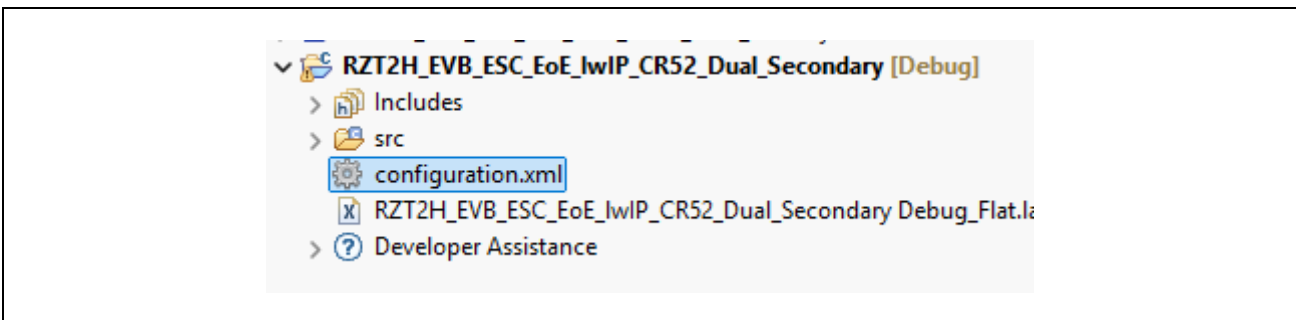 RZT2H_EVB_ESC_EoE_lwIP_CR52_Dual_Secondary [Debug]
Includes
src
configuration.xml
RZT2H_EVB_ESC_EoE_lwIP_CR52_Dual_Secondary Debug_Flat.la
Developer Assistance